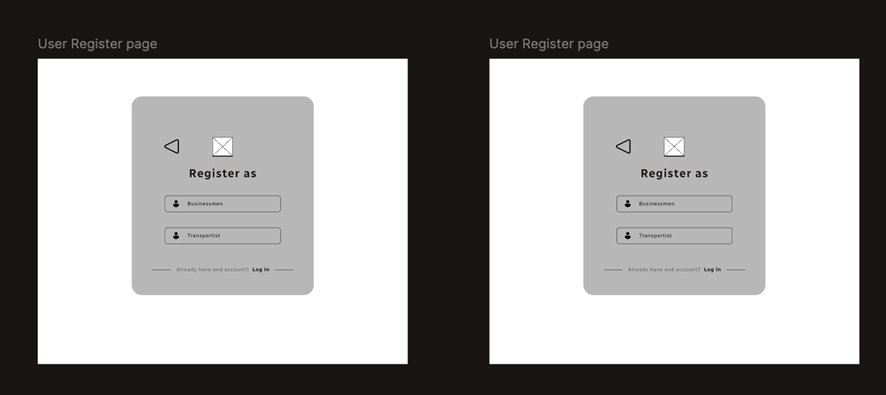 User Register page
Register as
Businessmen
Transportist
Already have and account? Log in
User Register page
Register as
Businessmen
Transportist
Already have and account? Log in